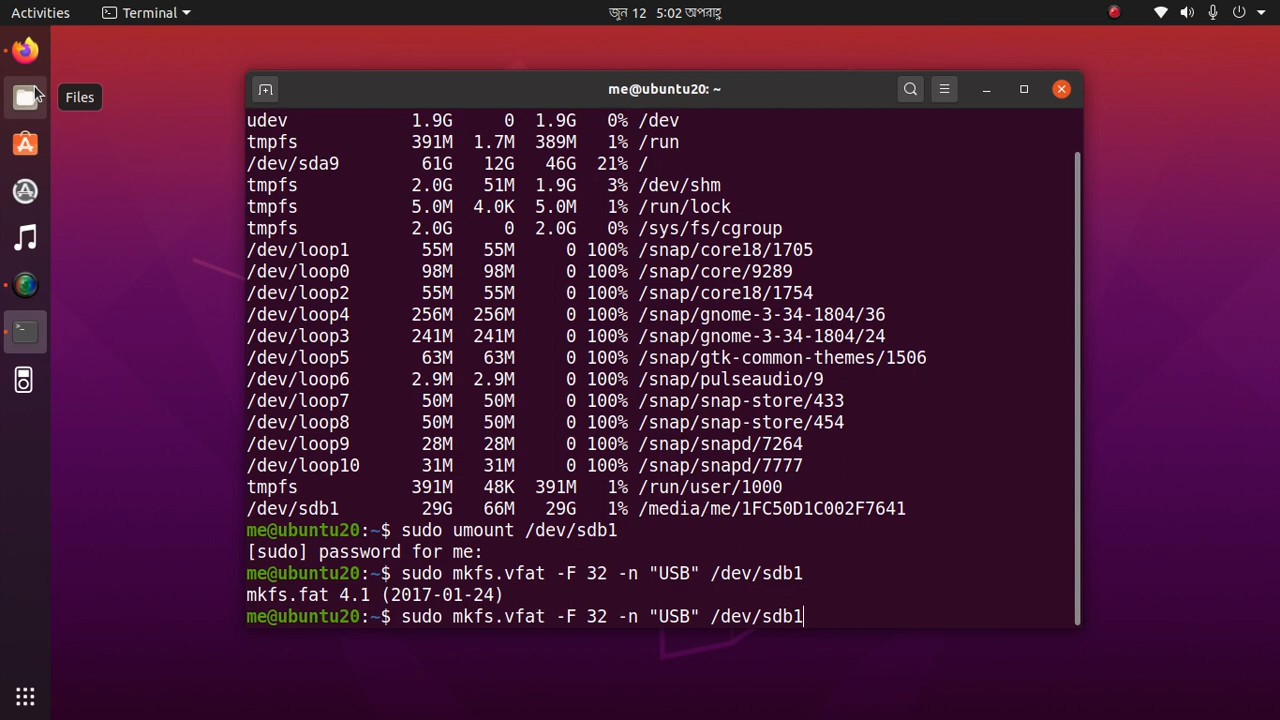 Activities Terminal জুন 12 5:02 অপরাহ্ণ
me@ubuntu20: ~
Files
udev 1.9G 0 1.9G 0% /dev
tmpfs 391M 1.7M 389M 1% /run
/dev/sda9 61G 12G 46G 21% /
tmpfs 2.0G 51M 1.9G 3% /dev/shm
tmpfs 5.0M 4.0K 5.0M 1% /run/lock
tmpfs 2.0G 0 2.0G 0% /sys/fs/cgroup
/dev/loop1 55M 55M 0 100% /snap/core18/1705
/dev/loop0 98M 98M 0 100% /snap/core/9289
/dev/loop2 55M 55M 0 100% /snap/core18/1754
/dev/loop4 256M 256M 0 100% /snap/gnome-3-34-1804/36
/dev/loop3 241M 241M 0 100% /snap/gnome-3-34-1804/24
/dev/loop5 63M 63M 0 100% /snap/gtk-common-themes/1506
/dev/loop6 2.9M 2.9M 0 100% /snap/pulseaudio/9
/dev/loop7 50M 50M 0 100% /snap/snap-store/433
/dev/loop8 50M 50M 0 100% /snap/snap-store/454
/dev/loop9 28M 28M 0 100% /snap/snapd/7264
/dev/loop10 31M 31M 0 100% /snap/snapd/7777
tmpfs 391M 48K 391M 1% /run/user/1000
/dev/sdb1 29G 66M 29G 1% /media/me/1FC50D1C002F7641
me@ubuntu20:~$ sudo umount /dev/sdb1
[sudo] password for me:
me@ubuntu20:~$ sudo mkfs.vfat -F 32 -n "USB" /dev/sdb1
mkfs.fat 4.1 (2017-01-24)
me@ubuntu20:~$ sudo mkfs.vfat -F 32 -n "USB" /dev/sdb1